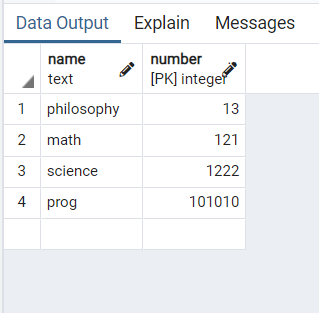 Data Output Explain Messages
name number
text [PK] integer
1 philosophy 13
2 math 121
3 science 1222
4 prog 101010